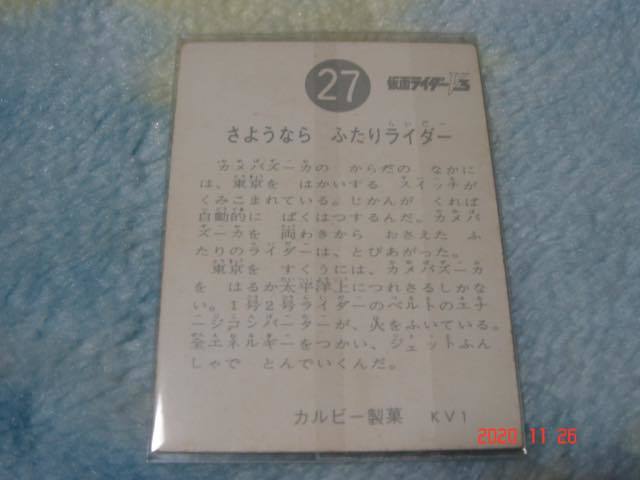 27
仮面ライダーV3
さようなら ふたりライダー
カメバズーカの からだの なかに
は、東京を はかいする スイッチが
くみこまれている。じかんが くれば
自動的に ばくはつするんだ。カメバ
ズーカを 両わきから おさえた ふ
たりのライダーは、とびあがった。
東京を すくうには、カメバズーカ
を はるか太平洋上につれさるしかな
い。1号2号ライダーのベルトのエナ
ージコンバーターが、火をふいている。
全エネルギーをつかい、ジェットふん
しゃで とんでいくんだ。
カルビー製菓 KV1
2020 11 26